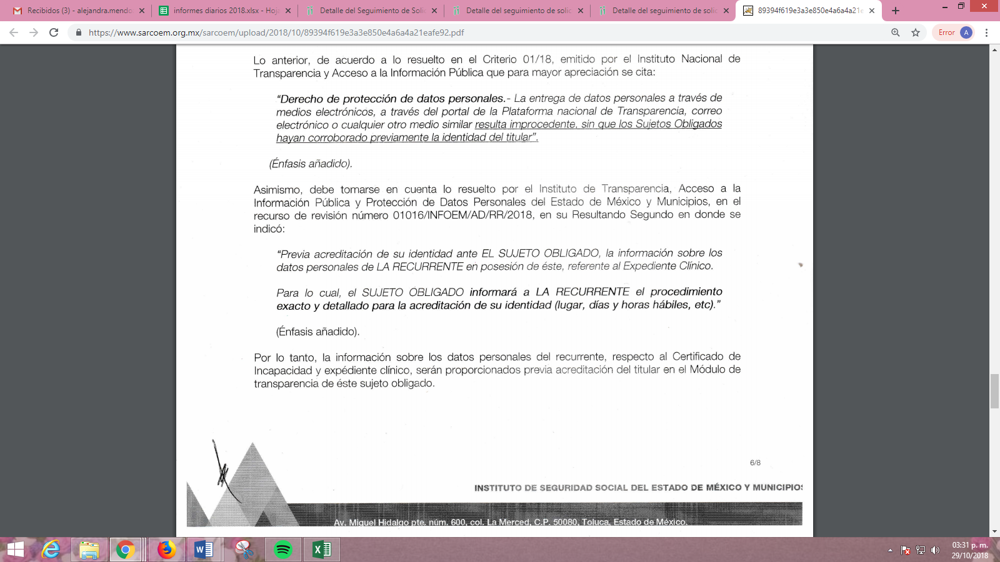 Recibidos (3) - alejandra.mendo
informes diarios 2018.xlsx - Hoja
Detalle del Seguimiento de Solic
Detalle del seguimiento de solic
Detalle del seguimiento de solic
89394f619e3a3e850e4a6a4a21e
https://www.sarcoem.org.mx/sarcoem/upload/2018/10/89394f619e3a3e850e4a6a4a21eafe92.pdf
Error A
Lo anterior, de acuerdo a lo resuelto en el Criterio 01/18, emitido por el Instituto Nacional de
Transparencia y Acceso a la Información Pública que para mayor apreciación se cita:
“Derecho de protección de datos personales.- La entrega de datos personales a través de
medios electrónicos, a través del portal de la Plataforma nacional de Transparencia, correo
electrónico o cualquier otro medio similar resulta improcedente, sin que los Sujetos Obligados
hayan corroborado previamente la identidad del titular”.
(Énfasis añadido).
Asimismo, debe tomarse en cuenta lo resuelto por el Instituto de Transparencia, Acceso a la
Información Pública y Protección de Datos Personales del Estado de México y Municipios, en el
recurso de revisión número 01016/INFOEM/AD/RR/2018, en su Resultando Segundo en donde se
indicó:
“Previa acreditación de su identidad ante EL SUJETO OBLIGADO, la información sobre los
datos personales de LA RECURRENTE en posesión de éste, referente al Expediente Clínico.
Para lo cual, el SUJETO OBLIGADO informará a LA RECURRENTE el procedimiento
exacto y detallado para la acreditación de su identidad (lugar, días y horas hábiles, etc).”
(Énfasis añadido).
Por lo tanto, la información sobre los datos personales del recurrente, respecto al Certificado de
Incapacidad y expédiente clínico, serán proporcionados previa acreditación del titular en el Módulo de
transparencia de éste sujeto obligado.
6/8
INSTITUTO DE SEGURIDAD SOCIAL DEL ESTADO DE MÉXICO Y MUNICIPIOS
Av. Miguel Hidalgo pte. núm. 600, col. La Merced, C.P. 50080, Toluca, Estado de México.
03:31 p. m.
29/10/2018